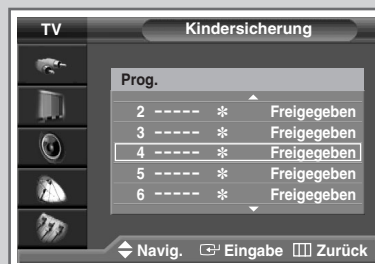 TV Kindersicherung
Prog.
2 ----- ✻ Freigegeben
3 ----- ✻ Freigegeben
4 ----- ✻ Freigegeben
5 ----- ✻ Freigegeben
6 ----- ✻ Freigegeben
Navig. Eingabe Zurück